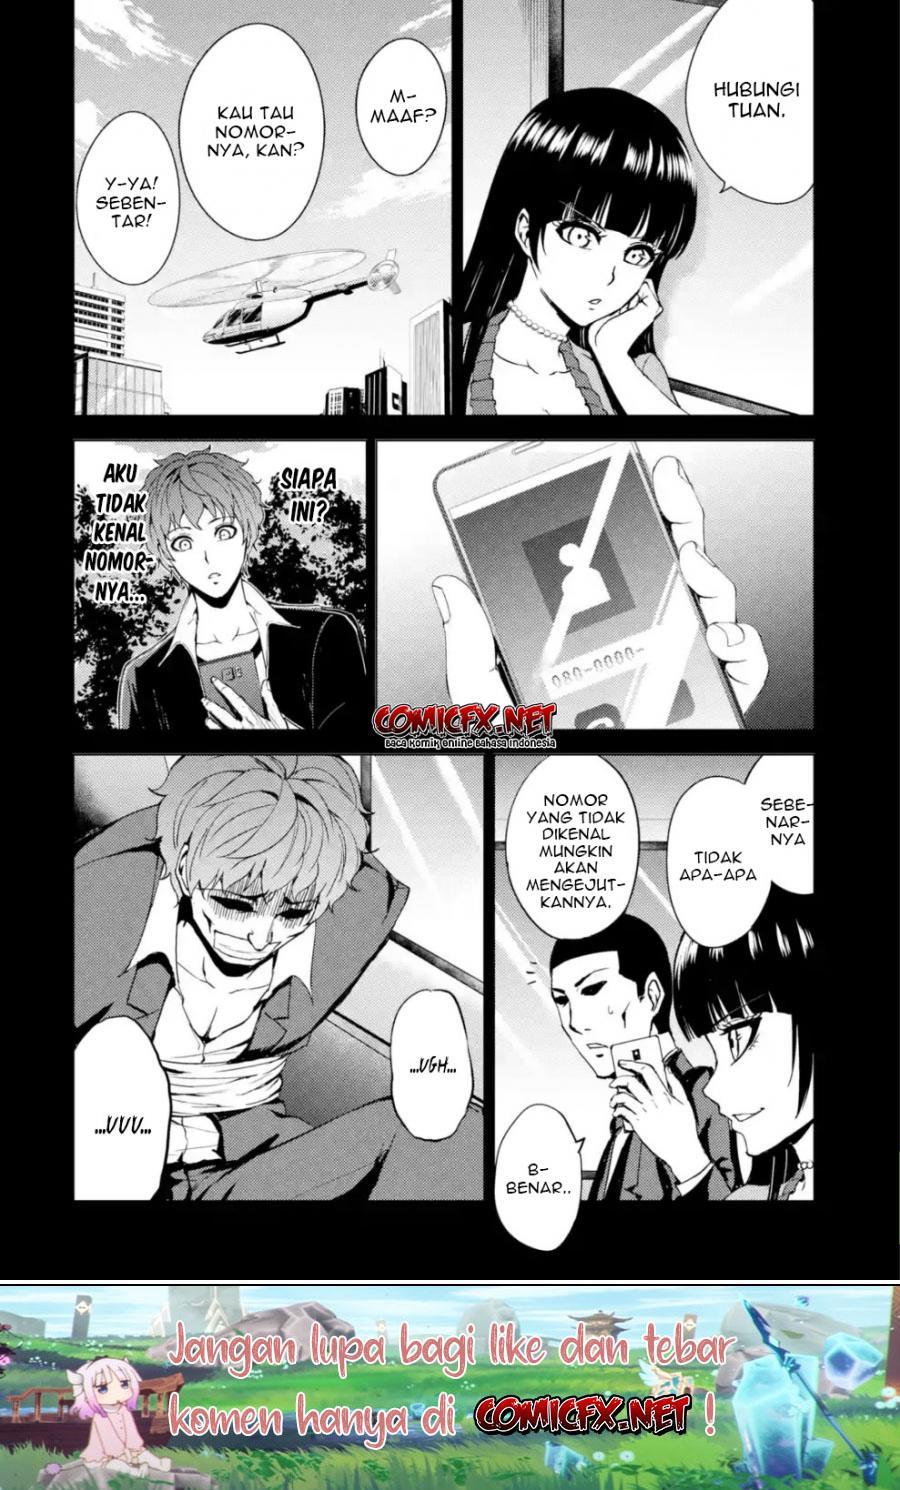 HUBUNGI
TUAN.
M-
MAAF?
KAU TAU
NOMOR-
NYA, KAN?
Y-YA!
SEBEN-
TAR!
080-0000-
SIAPA
INI?
AKU
TIDAK
KENAL
NOMOR-
NYA...
COMICFX.NET
Baca Komik Online Bahasa Indonesia
SEBE-
NAR-
NYA
TIDAK
APA-APA
NOMOR
YANG TIDAK
DIKENAL
MUNGKIN
AKAN
MENGEJUT-
KANNYA.
B-
BENAR..
...UGH...
...UUU...
Jangan lupa bagi like dan tebar
komen hanya di COMICFX.NET !